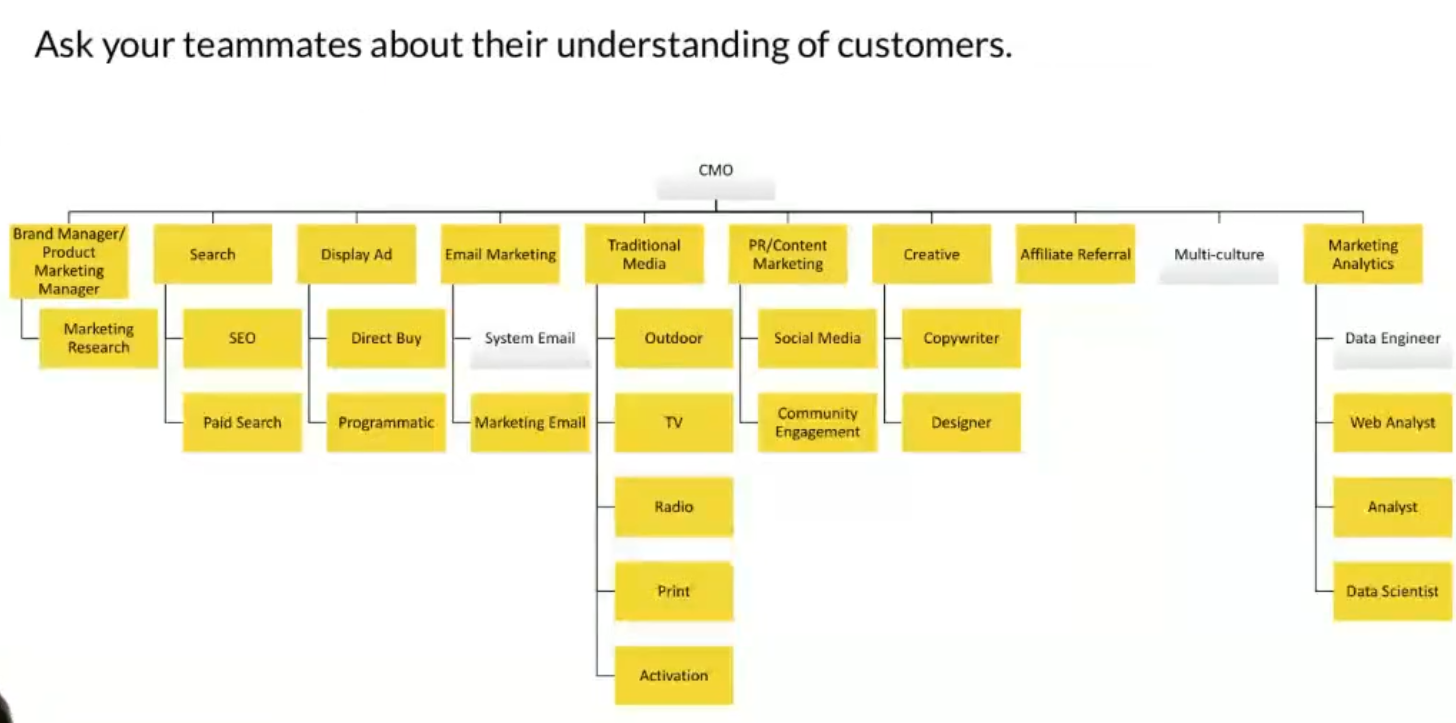 Ask your teammates about their understanding of customers.
CMO
Brand Manager/
Product
Marketing
Manager
Search
Display Ad
Email Marketing
Traditional
Media
PR/Content
Marketing
Creative
Affiliate Referral
Multi-culture
Marketing
Analytics
Marketing
Research
SEO
Direct Buy
System Email
Outdoor
Social Media
Copywriter
Data Engineer
Paid Search
Programmatic
Marketing Email
TV
Community
Engagement
Designer
Web Analyst
Radio
Analyst
Print
Data Scientist
Activation